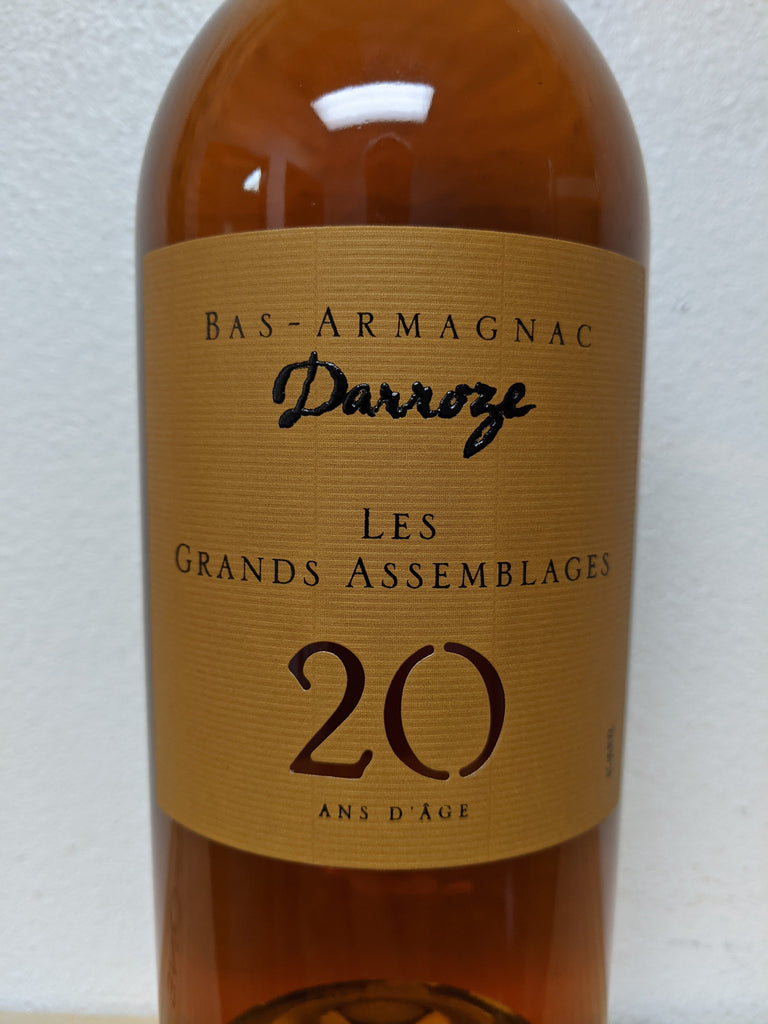 BAS-ARMAGNAC
Darroze
LES
GRANDS ASSEMBLAGES
20
ANS D'ÂGE